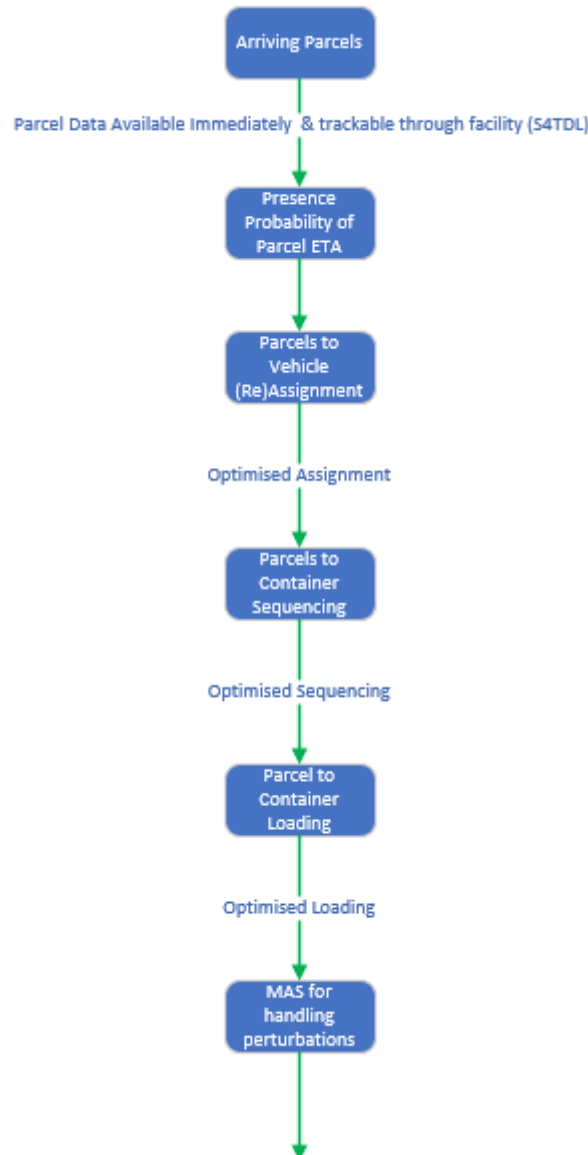 Arriving Parcels
Parcel Data Available Immediately & trackable through facility (S4TDL)
Presence
Probability of
Parcel ETA
Parcels to
Vehicle
(Re)Assignment
Optimised Assignment
Parcels to
Container
Sequencing
Optimised Sequencing
Parcel to
Container
Loading
Optimised Loading
MAS for
handling
perturbations